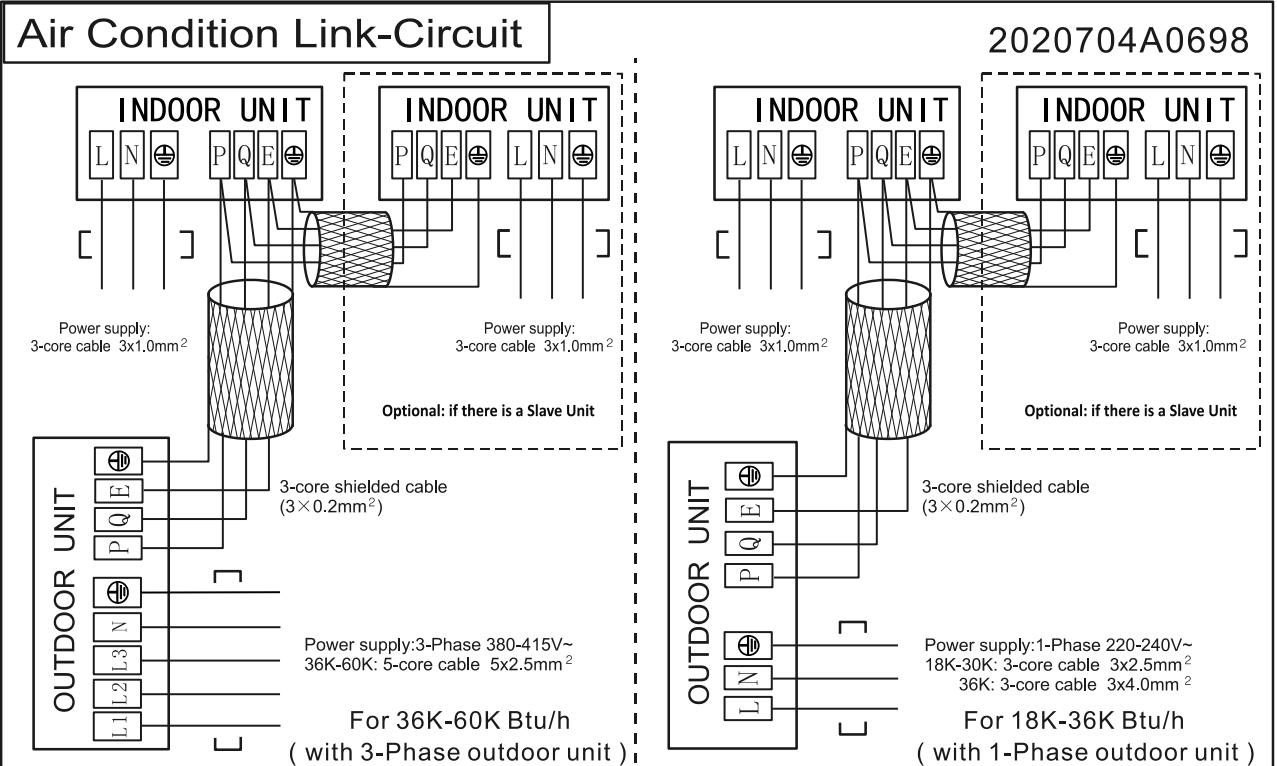 Air Condition Link-Circuit
2020704A0698
INDOOR UNIT
L N P Q E
INDOOR UNIT
P Q E L N
Power supply:
3-core cable 3x1.0mm²
Power supply:
3-core cable 3x1.0mm²
Optional: if there is a Slave Unit
3-core shielded cable
(3×0.2mm²)
OUTDOOR UNIT
E
Q
P
N
L3
L2
L1
Power supply:3-Phase 380-415V~
36K-60K: 5-core cable 5x2.5mm²
For 36K-60K Btu/h
( with 3-Phase outdoor unit )
INDOOR UNIT
L N P Q E
INDOOR UNIT
P Q E L N
Power supply:
3-core cable 3x1.0mm²
Power supply:
3-core cable 3x1.0mm²
Optional: if there is a Slave Unit
3-core shielded cable
(3×0.2mm²)
OUTDOOR UNIT
E
Q
P
N
L
Power supply:1-Phase 220-240V~
18K-30K: 3-core cable 3x2.5mm²
36K: 3-core cable 3x4.0mm²
For 18K-36K Btu/h
( with 1-Phase outdoor unit )